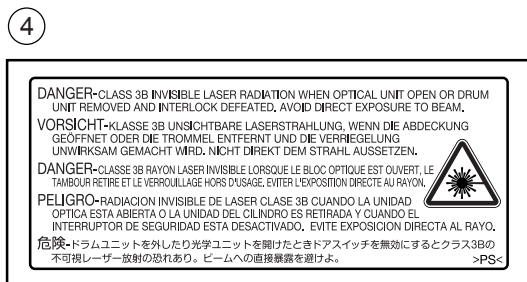 4
DANGER-CLASS 3B INVISIBLE LASER RADIATION WHEN OPTICAL UNIT OPEN OR DRUM
UNIT REMOVED AND INTERLOCK DEFEATED. AVOID DIRECT EXPOSURE TO BEAM.
VORSICHT-KLASSE 3B UNSICHTBARE LASERSTRAHLUNG, WENN DIE ABDECKUNG
GEÖFFNET ODER DIE TROMMEL ENTFERNT UND DIE VERRIEGELUNG
UNWIRKSAM GEMACHT WIRD. NICHT DIREKT DEM STRAHL AUSSETZEN.
DANGER-CLASSE 3B RAYON LASER INVISIBLE LORSQUE LE BLOC OPTIQUE EST OUVERT, LE
TAMBOUR RETIRE ET LE VERROUILLAGE HORS D'USAGE. EVITER L'EXPOSITION DIRECTE AU RAYON.
PELIGRO-RADIACION INVISIBLE DE LASER CLASE 3B CUANDO LA UNIDAD
OPTICA ESTA ABIERTA O LA UNIDAD DEL CILINDRO ES RETIRADA Y CUANDO EL
INTERRUPTOR DE SEGURIDAD ESTA DESACTIVADO. EVITE EXPOSICION DIRECTA AL RAYO.
危険-ドラムユニットを外したり光学ユニットを開けたときドアスイッチを無効にするとクラス3Bの
不可視レーザー放射の恐れあり。ビームへの直接暴露を避けよ。 >PS<